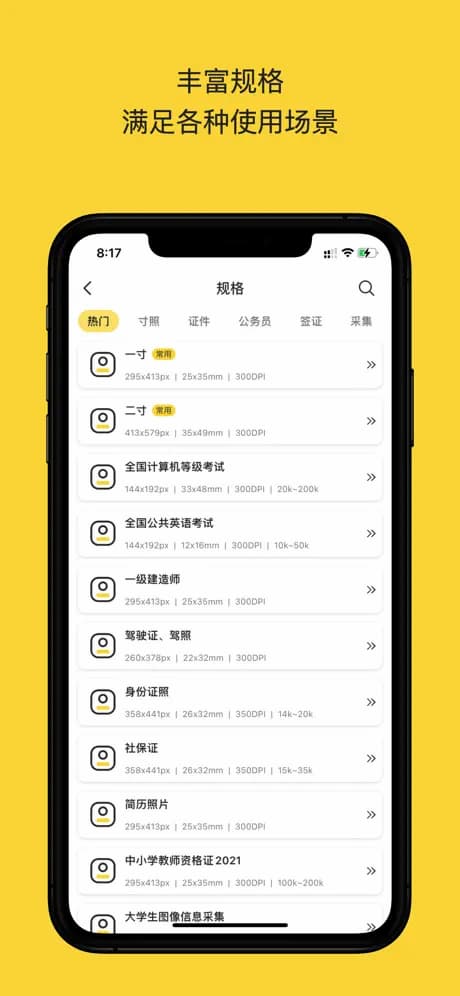 丰富规格
满足各种使用场景
8:17
规格
热门 寸照 证件 公务员 签证 采集
一寸 常用
295x413px | 25x35mm | 300DPI
二寸 常用
413x579px | 35x49mm | 300DPI
全国计算机等级考试
144x192px | 33x48mm | 300DPI | 20k~200k
全国公共英语考试
144x192px | 12x16mm | 300DPI | 10k~50k
一级建造师
295x413px | 25x35mm | 300DPI
驾驶证、驾照
260x378px | 22x32mm | 300DPI
身份证照
358x441px | 26x32mm | 350DPI | 14k~20k
社保证
358x441px | 26x32mm | 350DPI | 15k~35k
简历照片
295x413px | 25x35mm | 300DPI
中小学教师资格证2021
295x413px | 25x35mm | 300DPI | 100k~200k
大学生图像信息采集